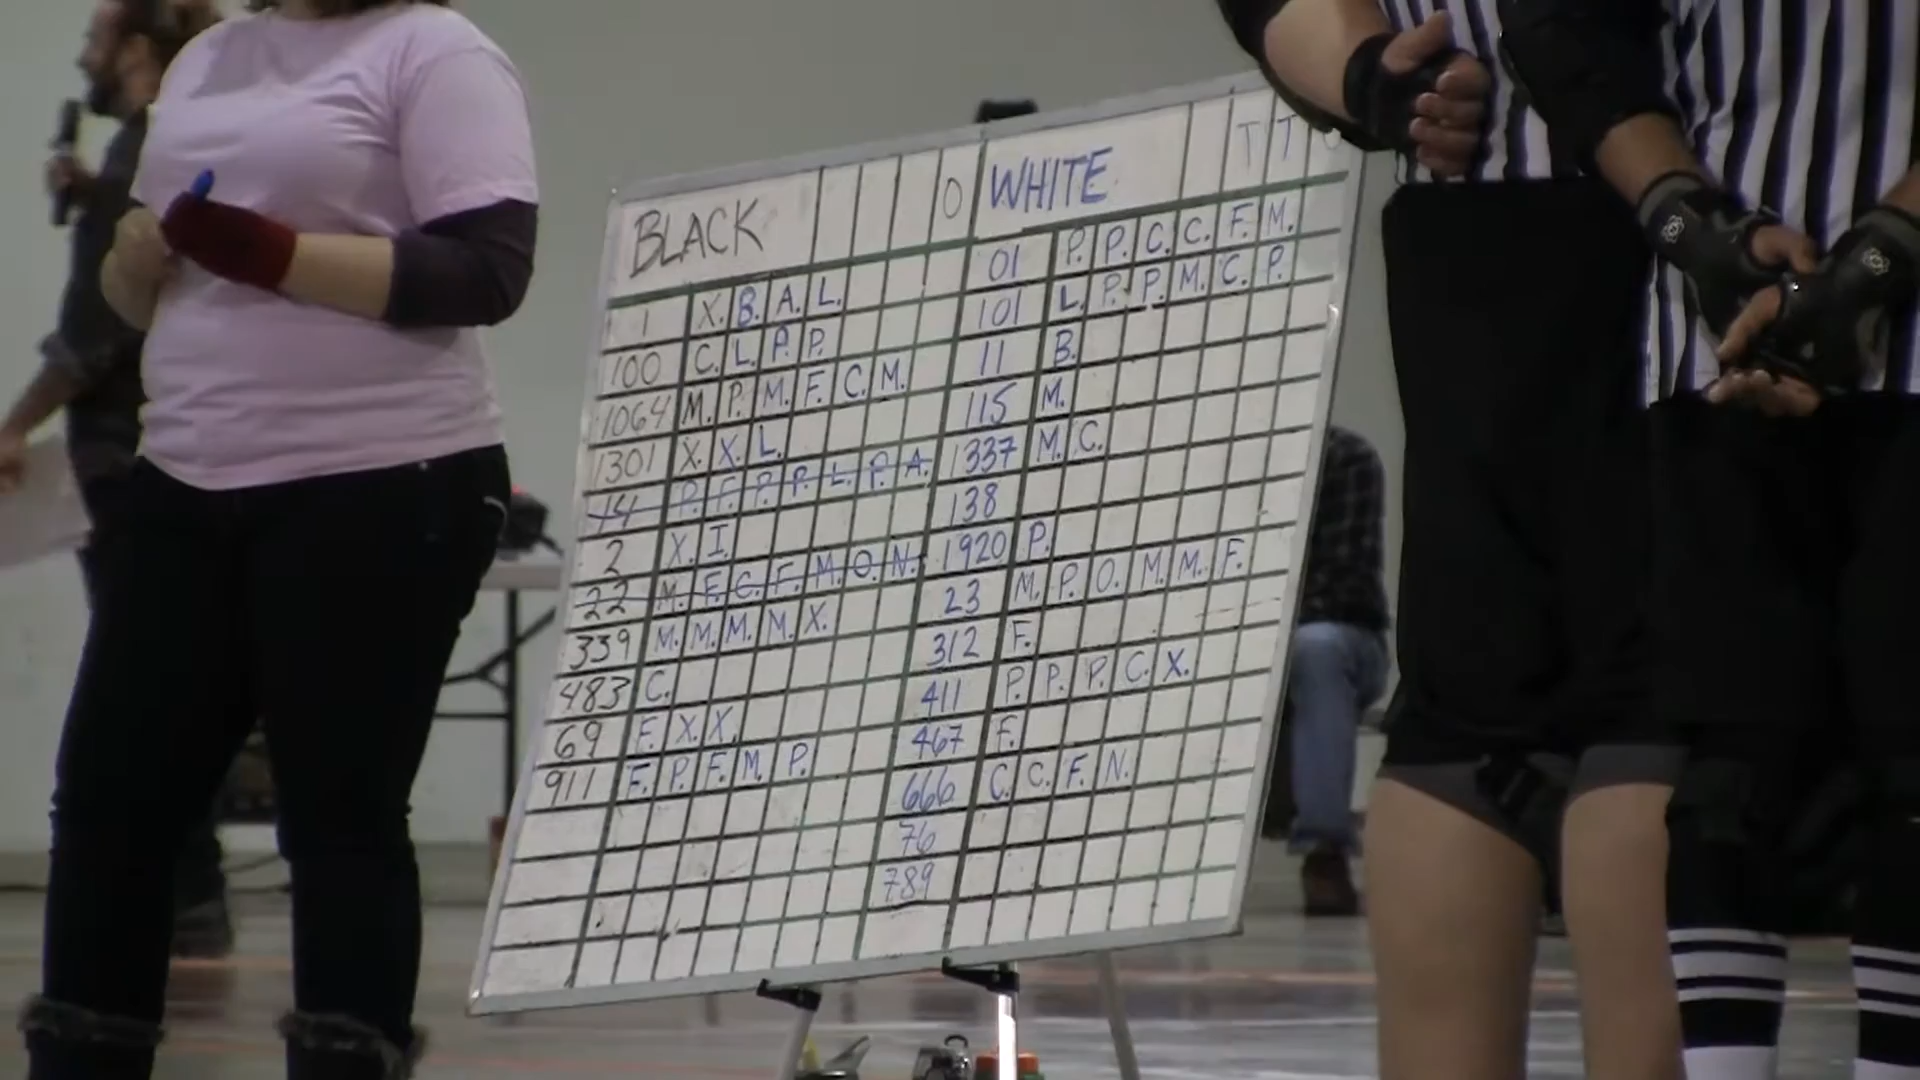 BLACK O
1 X. B. A. L.
100 C. L. P. P.
1064 M. P. M. F. C. M.
1301 X. X. L.
14 P. F. P. P. L. P. A.
2 X. I.
22 M. F. C. F. M. O. N.
339 M. M. M. M. X.
483 C.
69 F. X. X.
911 F. P. F. M. P.
WHITE T T
01 P. P. C. C. F. M.
101 L. P. P. M. C. P.
11 B.
115 M.
1337 M. C.
138
1920 P.
23 M. P. O. M. M. F.
312 F.
411 P. P. P. C. X.
467 F.
666 C. C. F. N.
76
789